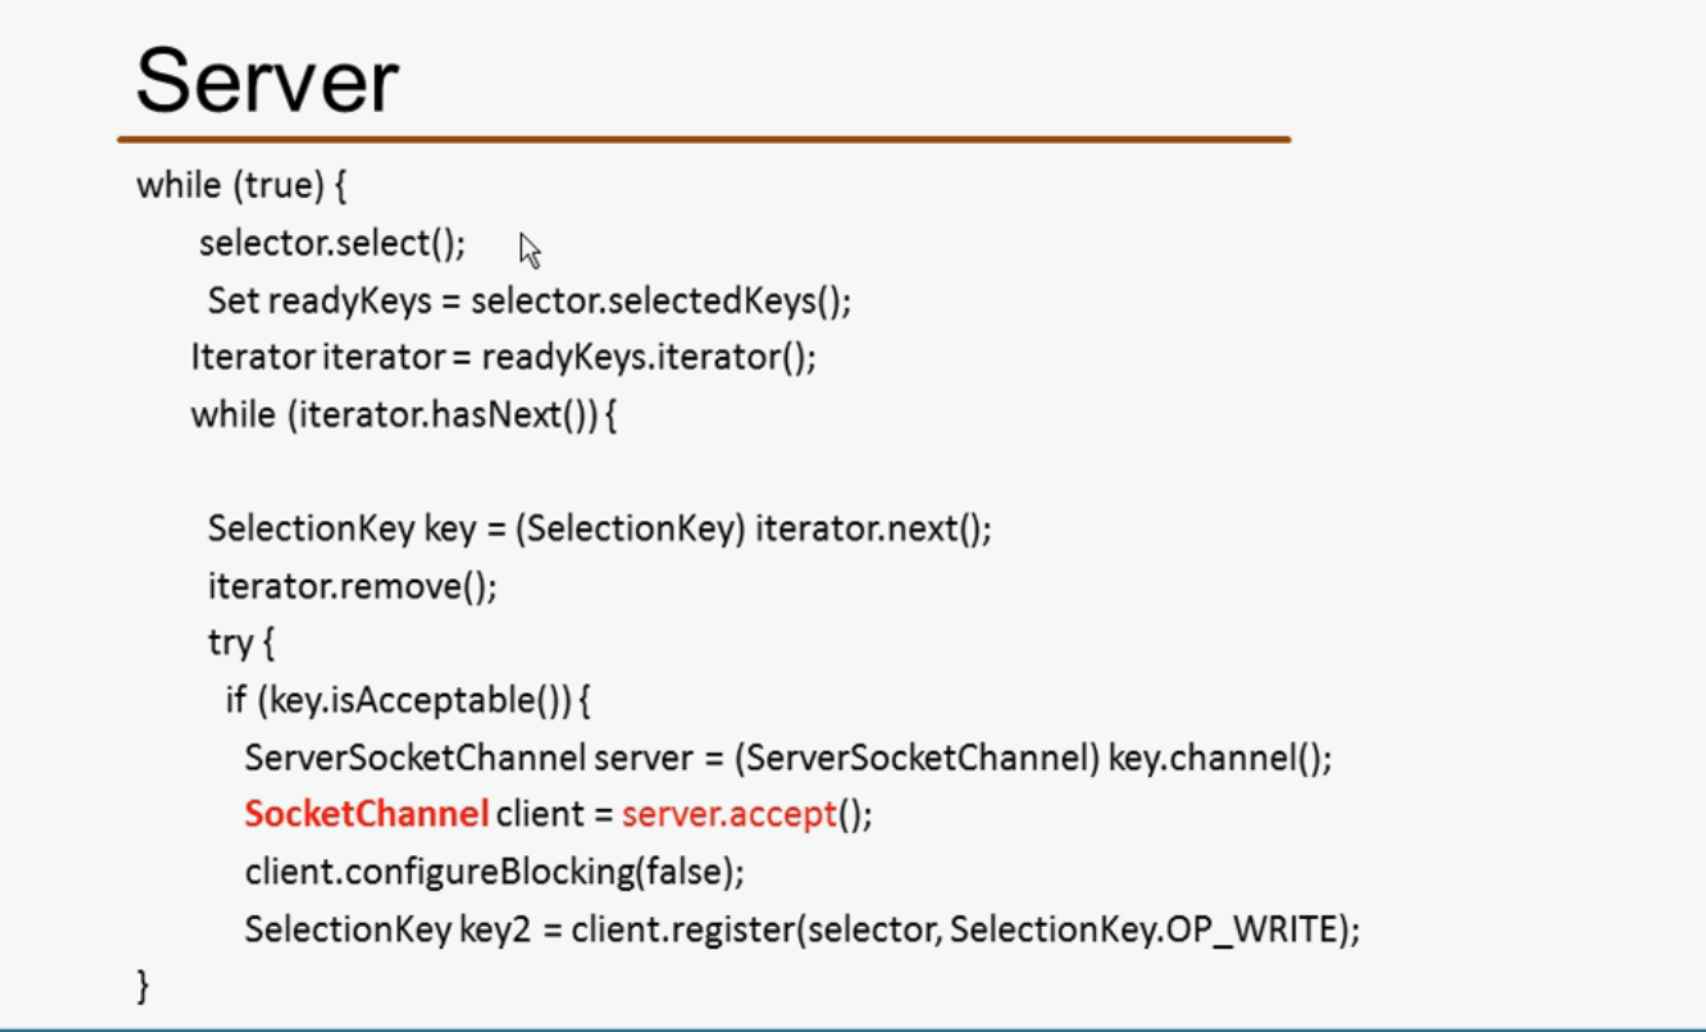 Server
while (true) {
selector.select();
Set readyKeys = selector.selectedKeys();
Iterator iterator = readyKeys.iterator();
while (iterator.hasNext()) {
SelectionKey key = (SelectionKey) iterator.next();
iterator.remove();
try {
if (key.isAcceptable()) {
ServerSocketChannel server = (ServerSocketChannel) key.channel();
SocketChannel client = server.accept();
client.configureBlocking(false);
SelectionKey key2 = client.register(selector, SelectionKey.OP_WRITE);
}